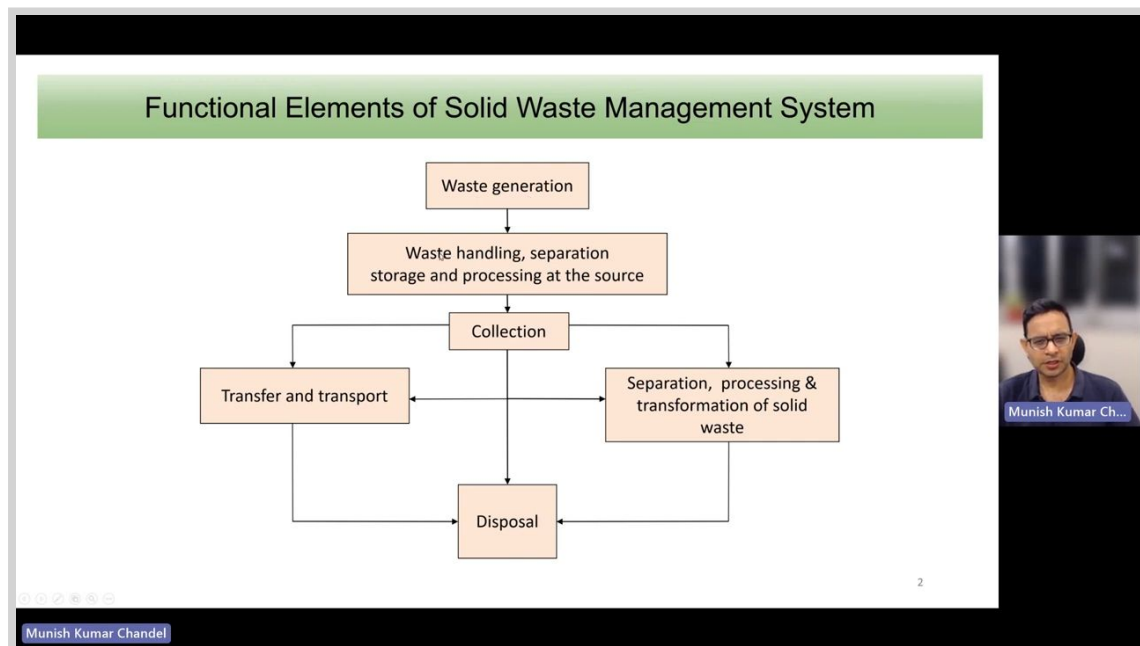 Functional Elements of Solid Waste Management System
Waste generation
Waste handling, separation
storage and processing at the source
Collection
Transfer and transport
Separation, processing &
transformation of solid
waste
Disposal
2
Munish Kumar Ch...
Munish Kumar Chandel